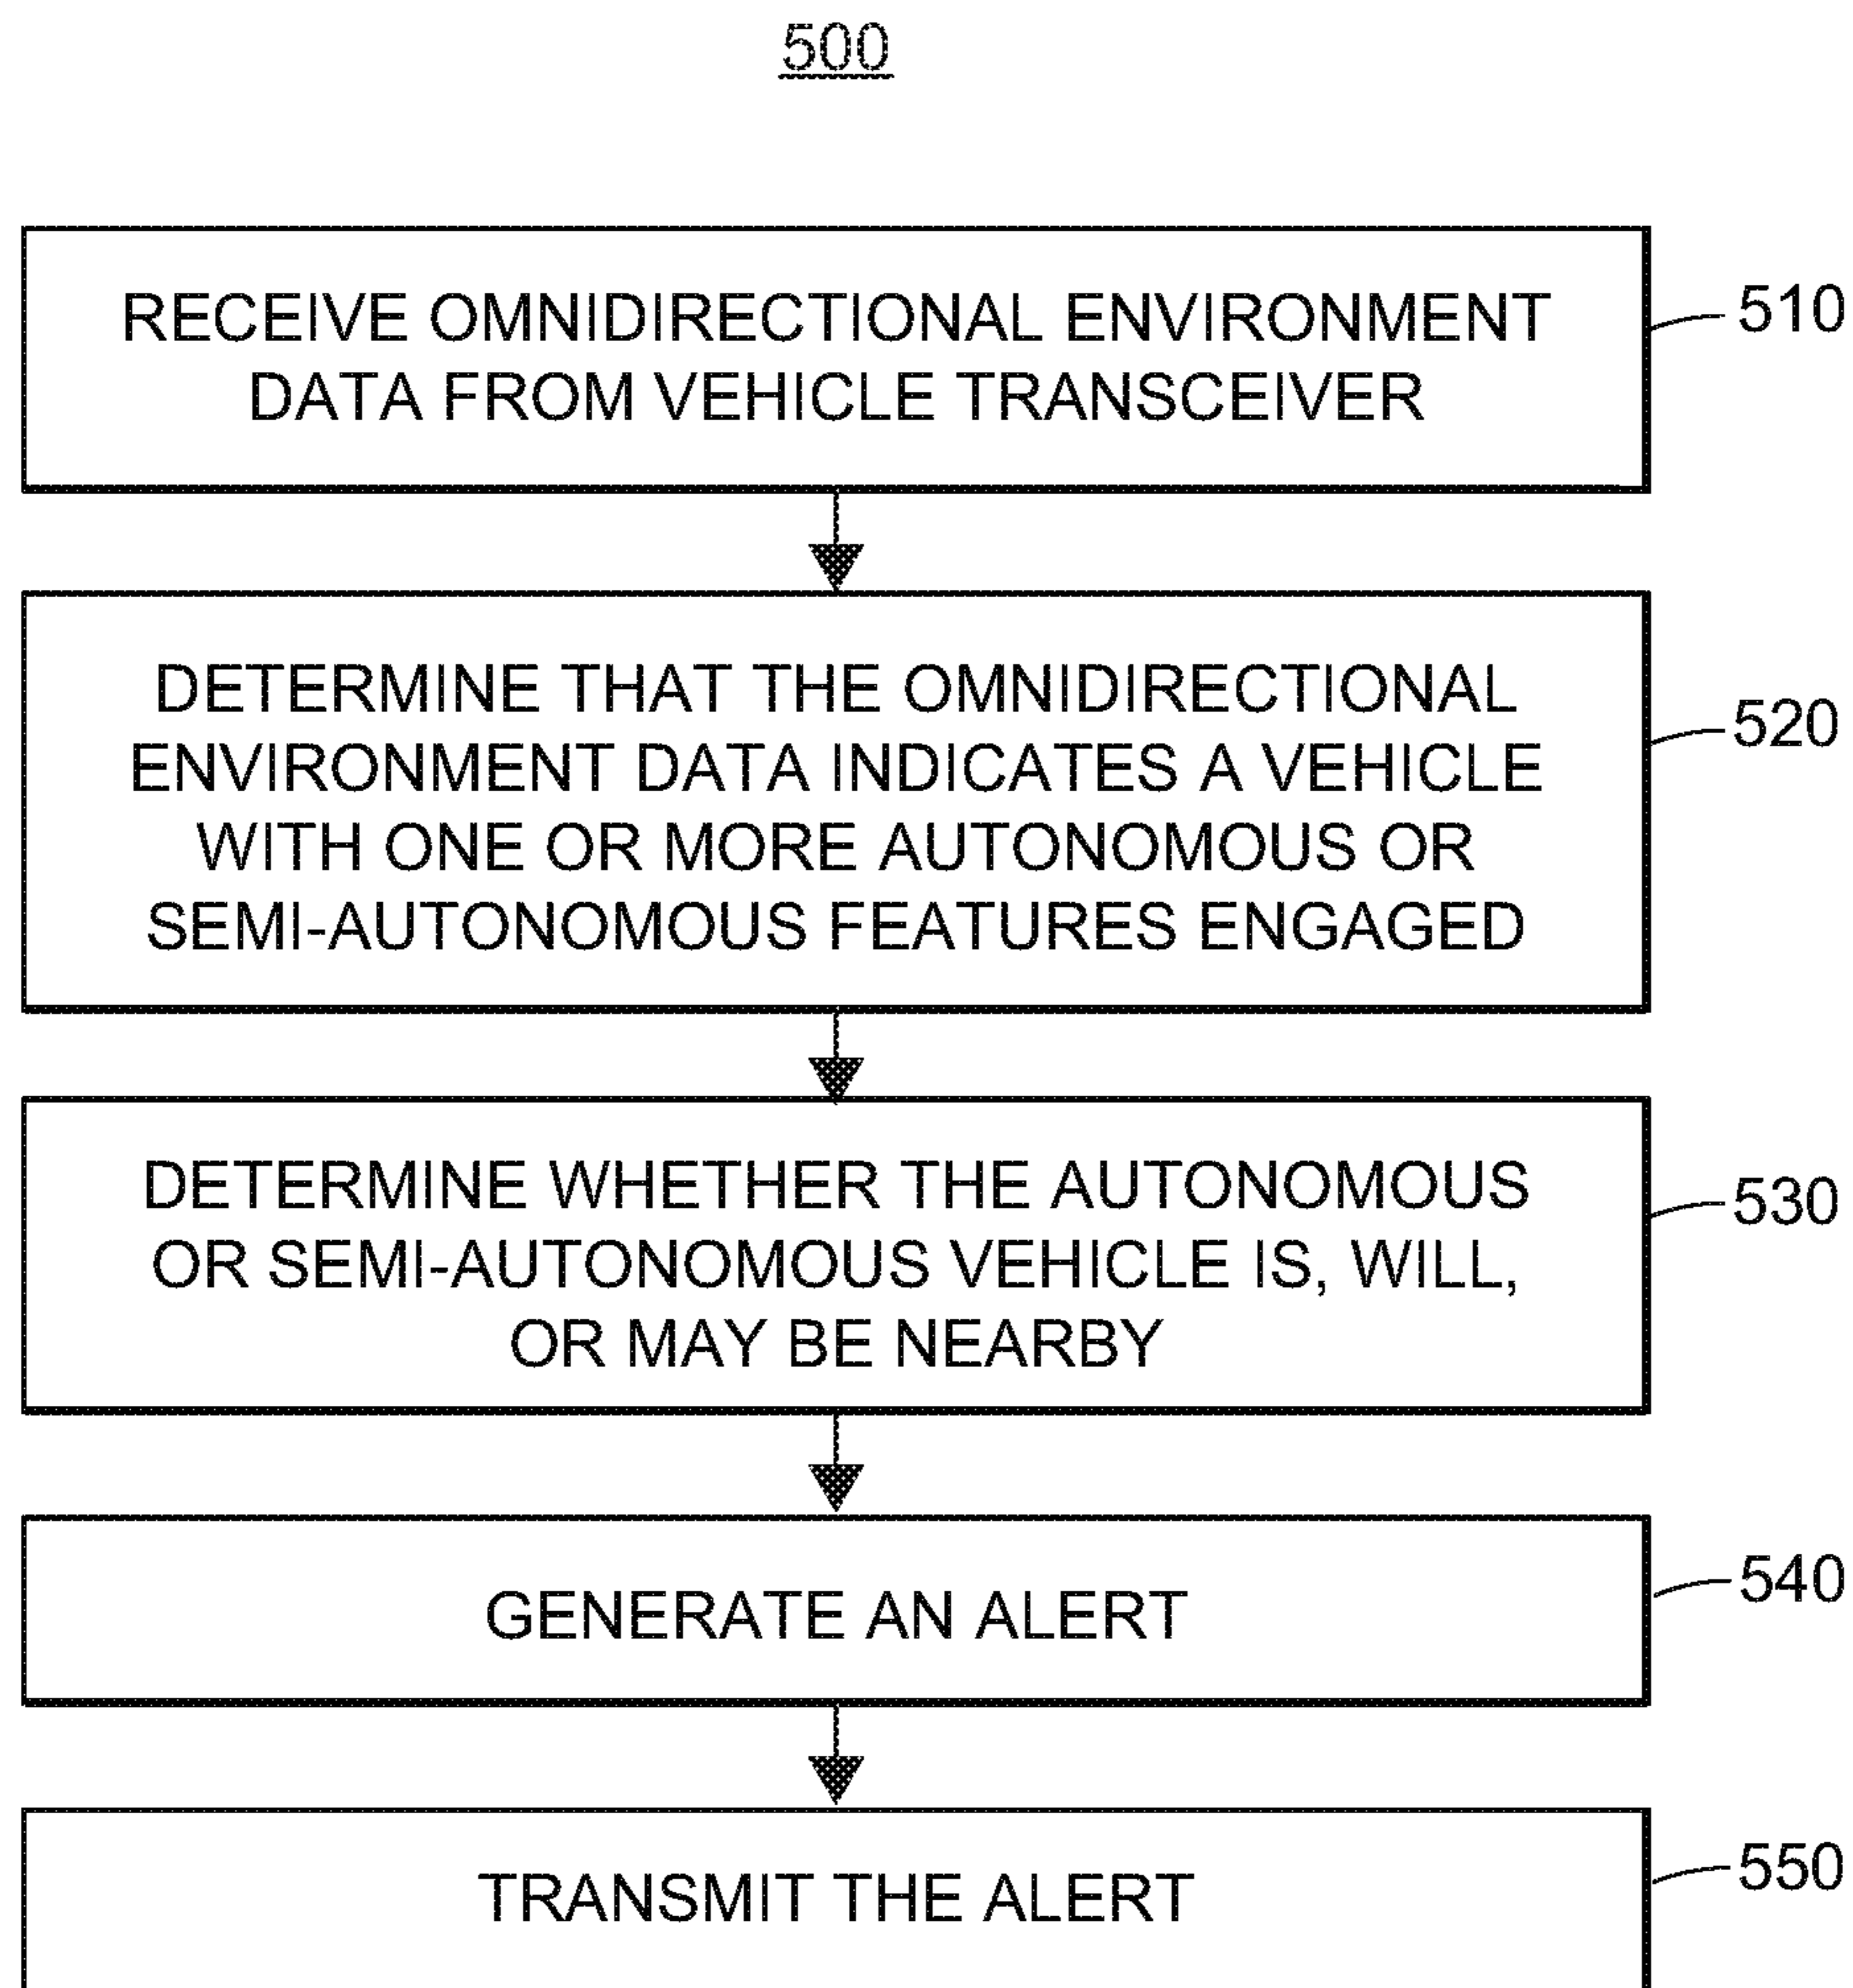 500
RECEIVE OMNIDIRECTIONAL ENVIRONMENT
DATA FROM VEHICLE TRANSCEIVER
510
DETERMINE THAT THE OMNIDIRECTIONAL
ENVIRONMENT DATA INDICATES A VEHICLE
WITH ONE OR MORE AUTONOMOUS OR
SEMI-AUTONOMOUS FEATURES ENGAGED
520
DETERMINE WHETHER THE AUTONOMOUS
OR SEMI-AUTONOMOUS VEHICLE IS, WILL,
OR MAY BE NEARBY
530
GENERATE AN ALERT
540
TRANSMIT THE ALERT
550